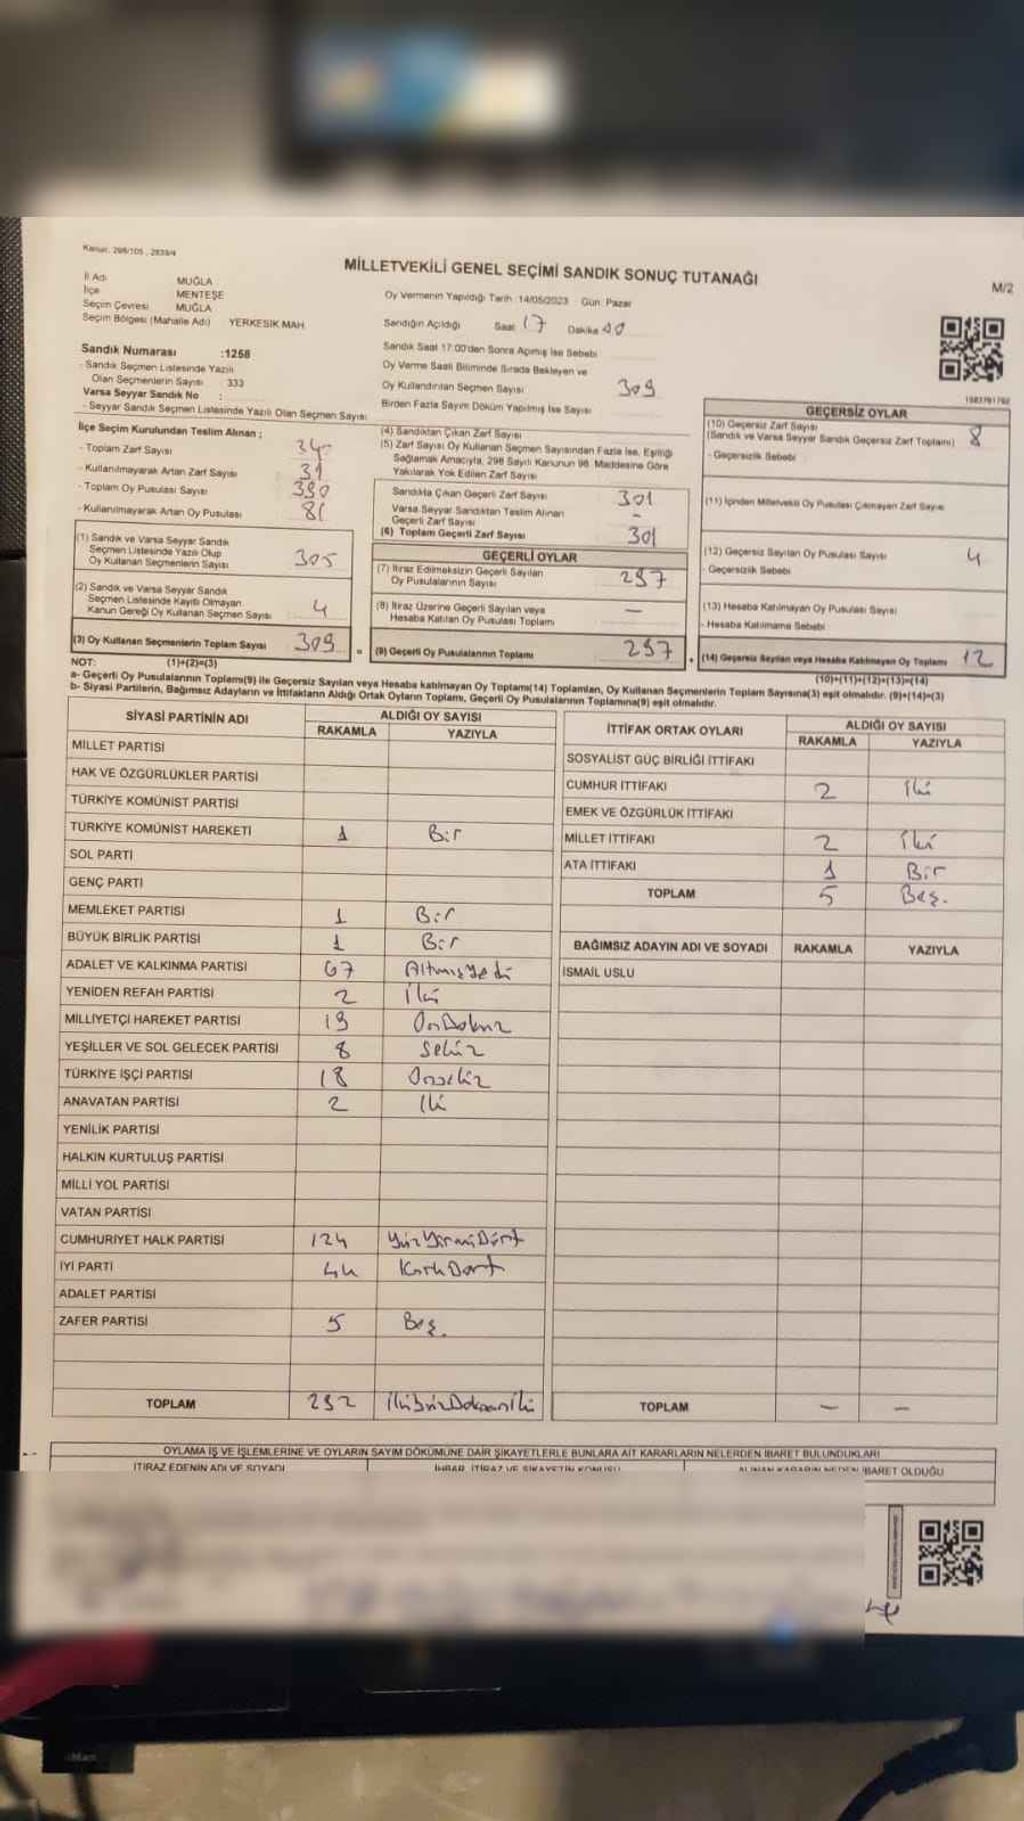 Kanun: 298/105 , 2839/4
MİLLETVEKİLİ GENEL SEÇİMİ SANDIK SONUÇ TUTANAĞI
M/2
İl Adı MUĞLA
İlçe MENTEŞE
Seçim Çevresi MUĞLA
Seçim Bölgesi (Mahalle Adı) YERKESİK MAH.
Oy Vermenin Yapıldığı Tarih :14/05/2023 Gün: Pazar
Sandığın Açıldığı Saat 17 Dakika
Sandık Saat 17:00'den Sonra Açılmış İse Sebebi
Oy Verme Saati Bitiminde Sırada Bekleyen ve
Oy Kullandırılan Seçmen Sayısı 309
Birden Fazla Sayım Döküm Yapılmış İse Sayısı
Sandık Numarası :1258
- Sandık Seçmen Listesinde Yazılı
Olan Seçmenlerin Sayısı : 333
Varsa Seyyar Sandık No :
- Seyyar Sandık Seçmen Listesinde Yazılı Olan Seçmen Sayısı
İlçe Seçim Kurulundan Teslim Alınan ;
- Toplam Zarf Sayısı 340
- Kullanılmayarak Artan Zarf Sayısı 31
- Toplam Oy Pusulası Sayısı 390
- Kullanılmayarak Artan Oy Pusulası 81
(1) Sandık ve Varsa Seyyar Sandık
Seçmen Listesinde Yazılı Olup
Oy Kullanan Seçmenlerin Sayısı 305
(2) Sandık ve Varsa Seyyar Sandık
Seçmen Listesinde Kayıtlı Olmayan
Kanun Gereği Oy Kullanan Seçmen Sayısı 4
(3) Oy Kullanan Seçmenlerin Toplam Sayısı 309
(1)+(2)=(3)
(4) Sandıktan Çıkan Zarf Sayısı
(5) Zarf Sayısı Oy Kullanan Seçmen Sayısından Fazla İse, Eşitliği
Sağlamak Amacıyla, 298 Sayılı Kanunun 98. Maddesine Göre
Yakılarak Yok Edilen Zarf Sayısı
Sandıkta Çıkan Geçerli Zarf Sayısı 301
Varsa Seyyar Sandıktan Teslim Alınan
Geçerli Zarf Sayısı -
(6) Toplam Geçerli Zarf Sayısı 301
GEÇERLİ OYLAR
(7) İtiraz Edilmeksizin Geçerli Sayılan
Oy Pusulalarının Sayısı 297
(8) İtiraz Üzerine Geçerli Sayılan veya
Hesaba Katılan Oy Pusulası Toplamı —
(9) Geçerli Oy Pusulalarının Toplamı 297
GEÇERSİZ OYLAR
(10) Geçersiz Zarf Sayısı
(Sandık ve Varsa Seyyar Sandık Geçersiz Zarf Toplamı) 8
- Geçersizlik Sebebi
(11) İçinden Milletvekili Oy Pusulası Çıkmayan Zarf Sayısı
(12) Geçersiz Sayılan Oy Pusulası Sayısı 4
- Geçersizlik Sebebi
(13) Hesaba Katılmayan Oy Pusulası Sayısı
- Hesaba Katılmama Sebebi
(14) Geçersiz Sayılan veya Hesaba Katılmayan Oy Toplamı 12
(10)+(11)+(12)+(13)=(14)
NOT:
a- Geçerli Oy Pusulalarının Toplamı(9) ile Geçersiz Sayılan veya Hesaba katılmayan Oy Toplamı(14) Toplamları, Oy Kullanan Seçmenlerin Toplam Sayısına(3) eşit olmalıdır. (9)+(14)=(3)
b- Siyasi Partilerin, Bağımsız Adayların ve İttifakların Aldığı Ortak Oyların Toplamı, Geçerli Oy Pusulalarının Toplamına(9) eşit olmalıdır.
SİYASİ PARTİNİN ADI ALDIĞI OY SAYISI
RAKAMLA YAZIYLA
MİLLET PARTİSİ
HAK VE ÖZGÜRLÜKLER PARTİSİ
TÜRKİYE KOMÜNİST PARTİSİ
TÜRKİYE KOMÜNİST HAREKETİ 1 Bir
SOL PARTİ
GENÇ PARTİ
MEMLEKET PARTİSİ 1 Bir
BÜYÜK BİRLİK PARTİSİ 1 Bir
ADALET VE KALKINMA PARTİSİ 67 AltmışYedi
YENİDEN REFAH PARTİSİ 2 İki
MİLLİYETÇİ HAREKET PARTİSİ 19 OnDokuz
YEŞİLLER VE SOL GELECEK PARTİSİ 8 Sekiz
TÜRKİYE İŞÇİ PARTİSİ 18 Onsekiz
ANAVATAN PARTİSİ 2 İki
YENİLİK PARTİSİ
HALKIN KURTULUŞ PARTİSİ
MİLLİ YOL PARTİSİ
VATAN PARTİSİ
CUMHURİYET HALK PARTİSİ 124 YüzYirmiDört
İYİ PARTİ 44 KırkDört
ADALET PARTİSİ
ZAFER PARTİSİ 5 Beş.
TOPLAM 292 İkiyüzDoksanİki
İTTİFAK ORTAK OYLARI ALDIĞI OY SAYISI
RAKAMLA YAZIYLA
SOSYALİST GÜÇ BİRLİĞİ İTTİFAKI
CUMHUR İTTİFAKI 2 İki
EMEK VE ÖZGÜRLÜK İTTİFAKI
MİLLET İTTİFAKI 2 İki
ATA İTTİFAKI 1 Bir
TOPLAM 5 Beş.
BAĞIMSIZ ADAYIN ADI VE SOYADI RAKAMLA YAZIYLA
İSMAİL USLU
TOPLAM — —
OYLAMA İŞ VE İŞLEMLERİNE VE OYLARIN SAYIM DÖKÜMÜNE DAİR ŞİKAYETLERLE BUNLARA AİT KARARLARIN NELERDEN İBARET BULUNDUKLARI
İTİRAZ EDENİN ADI VE SOYADI İHBAR, İTİRAZ VE ŞİKAYETİN KONUSU ALINAN KARARIN NEDEN İBARET OLDUĞU